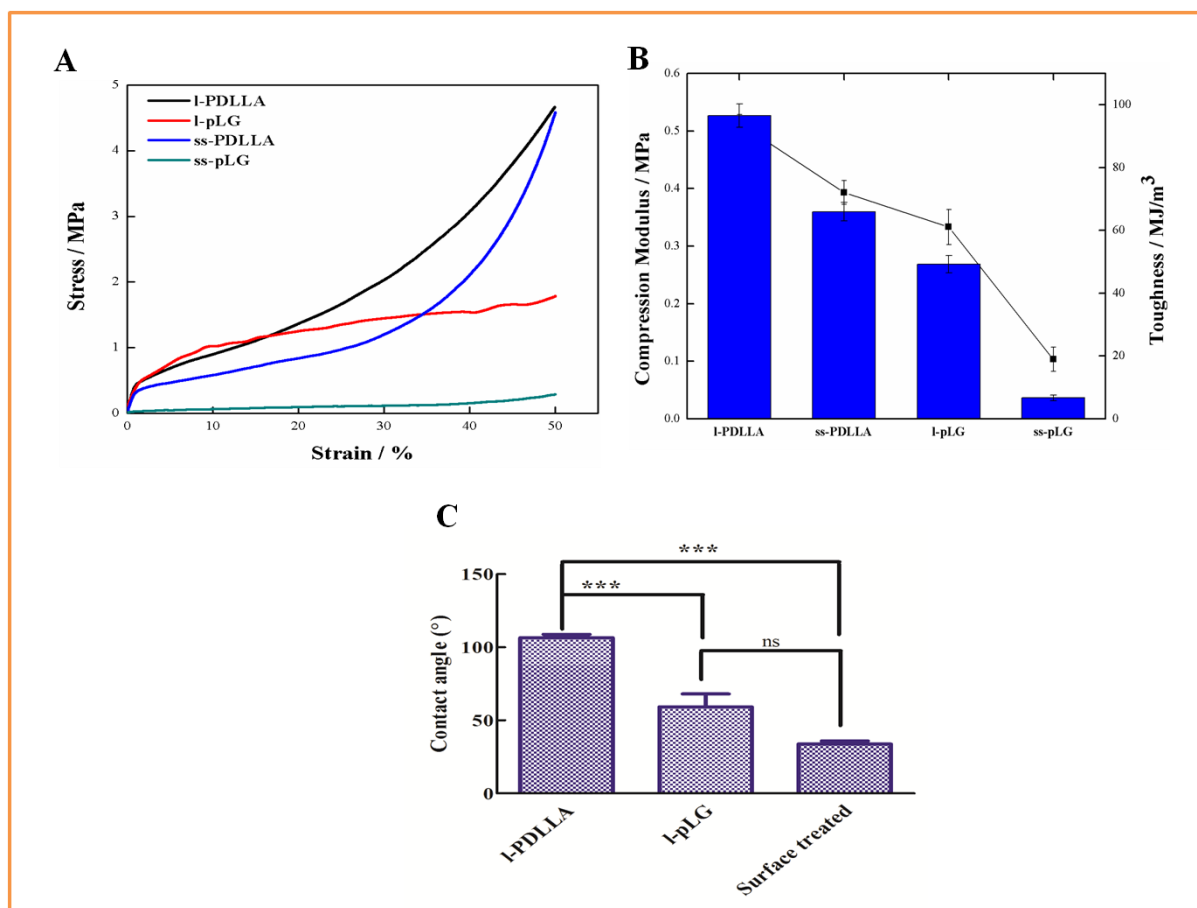 A
Stress / MPa
5
4
3
2
1
0
l-PDLLA
l-pLG
ss-PDLLA
ss-pLG
0 10 20 30 40 50
Strain / %
B
Compression Modulus / MPa
0.6
0.5
0.4
0.3
0.2
0.1
0.0
Toughness / MJ/m³
100
80
60
40
20
0
l-PDLLA ss-PDLLA l-pLG ss-pLG
C
***
***
ns
Contact angle (°)
150
100
50
0
l-PDLLA
l-pLG
Surface treated